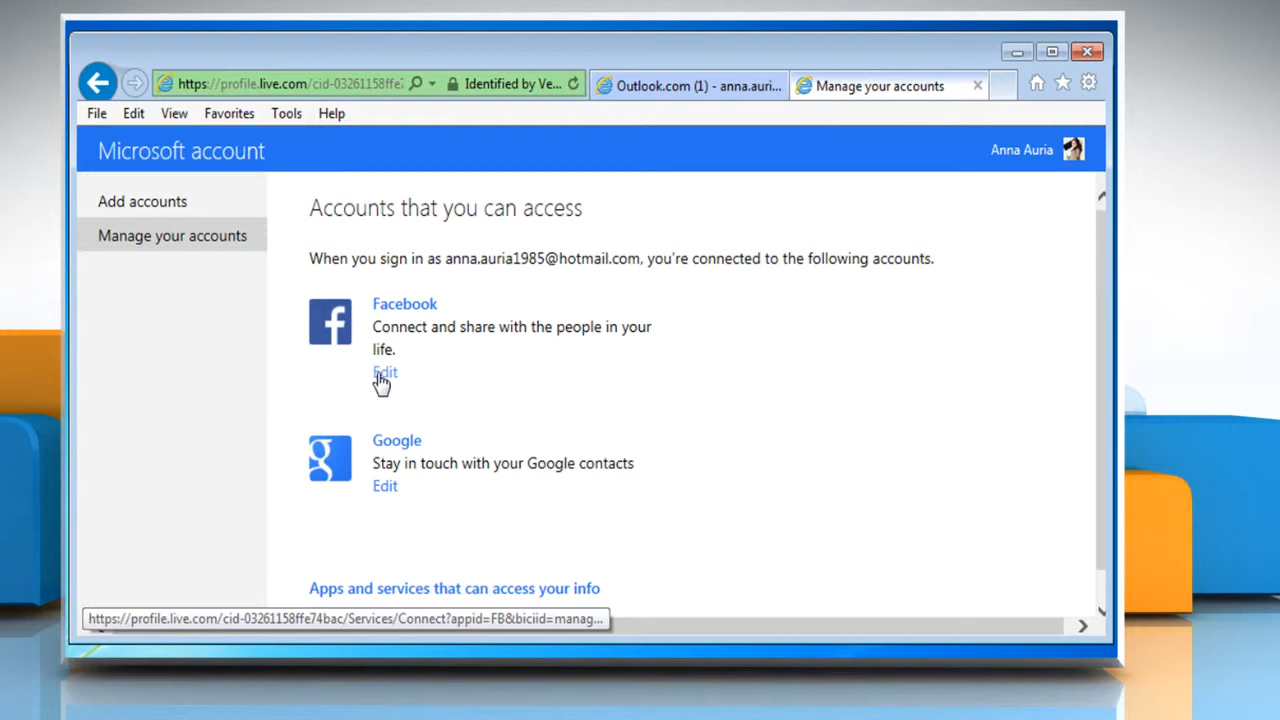 https://profile.live.com/cid-03261158ffe7
Identified by Ve...
Outlook.com (1) - anna.auri...
Manage your accounts
File Edit View Favorites Tools Help
Microsoft account
Anna Auria
Add accounts
Manage your accounts
Accounts that you can access
When you sign in as anna.auria1985@hotmail.com, you're connected to the following accounts.
Facebook
Connect and share with the people in your
life.
Edit
Google
Stay in touch with your Google contacts
Edit
Apps and services that can access your info
https://profile.live.com/cid-03261158ffe74bac/Services/Connect?appid=FB&biciid=manag...